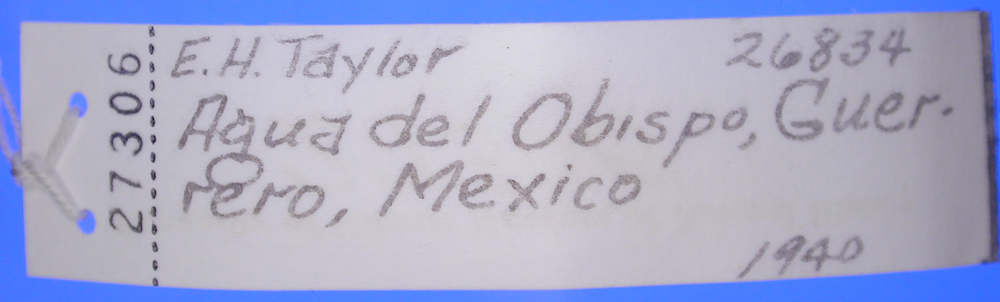 27306
E.H. Taylor 26834
Agua del Obispo, Guer-
rero, Mexico
1940